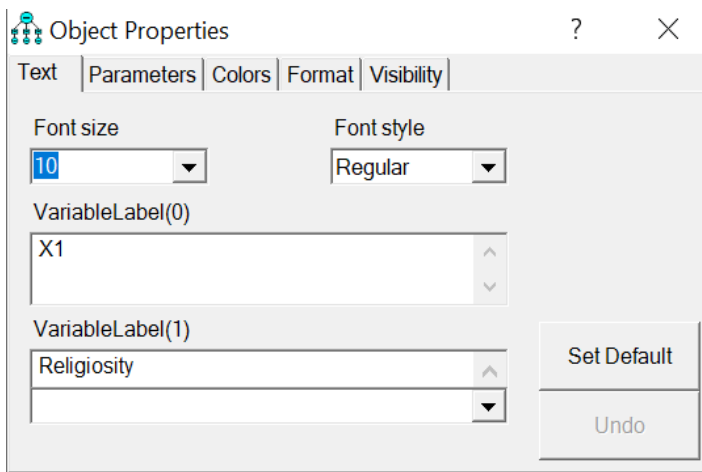 Object Properties ? ×
Text Parameters Colors Format Visibility
Font size Font style
10 Regular
VariableLabel(0)
X1
VariableLabel(1)
Religiosity
Set Default
Undo